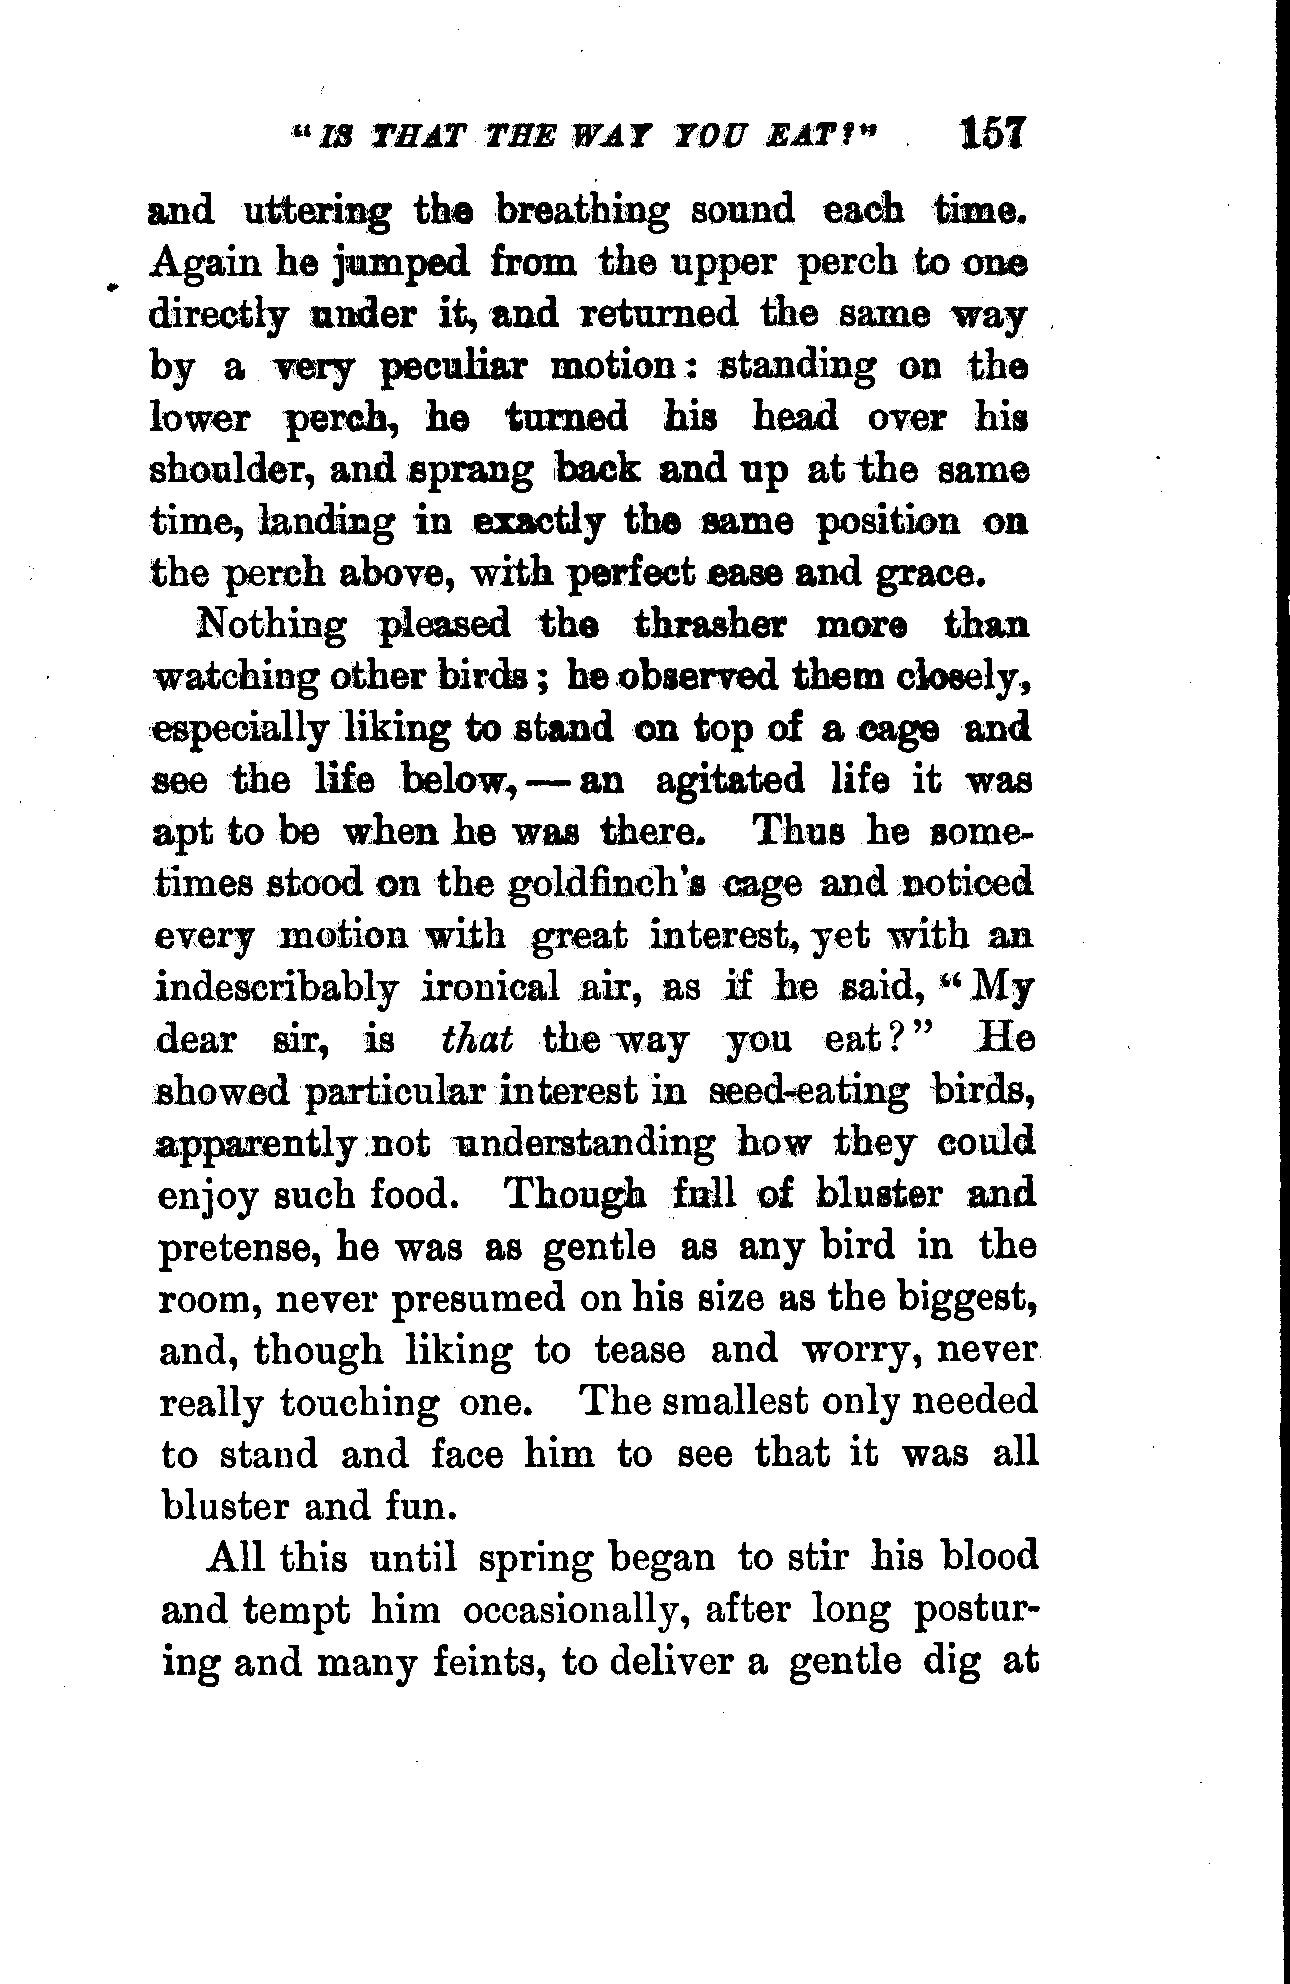 "IS THAT THE WAY YOU EAT?" 157
and uttering the breathing sound each time.
Again he jumped from the upper perch to one
directly under it, and returned the same way
by a very peculiar motion: standing on the
lower perch, he turned his head over his
shoulder, and sprang back and up at the same
time, landing in exactly the same position on
the perch above, with perfect ease and grace.
Nothing pleased the thrasher more than
watching other birds; he observed them closely,
especially liking to stand on top of a cage and
see the life below,—an agitated life it was
apt to be when he was there. Thus he some-
times stood on the goldfinch's cage and noticed
every motion with great interest, yet with an
indescribably ironical air, as if he said, "My
dear sir, is that the way you eat?" He
showed particular interest in seed-eating birds,
apparently not understanding how they could
enjoy such food. Though full of bluster and
pretense, he was as gentle as any bird in the
room, never presumed on his size as the biggest,
and, though liking to tease and worry, never
really touching one. The smallest only needed
to stand and face him to see that it was all
bluster and fun.
All this until spring began to stir his blood
and tempt him occasionally, after long postur-
ing and many feints, to deliver a gentle dig at